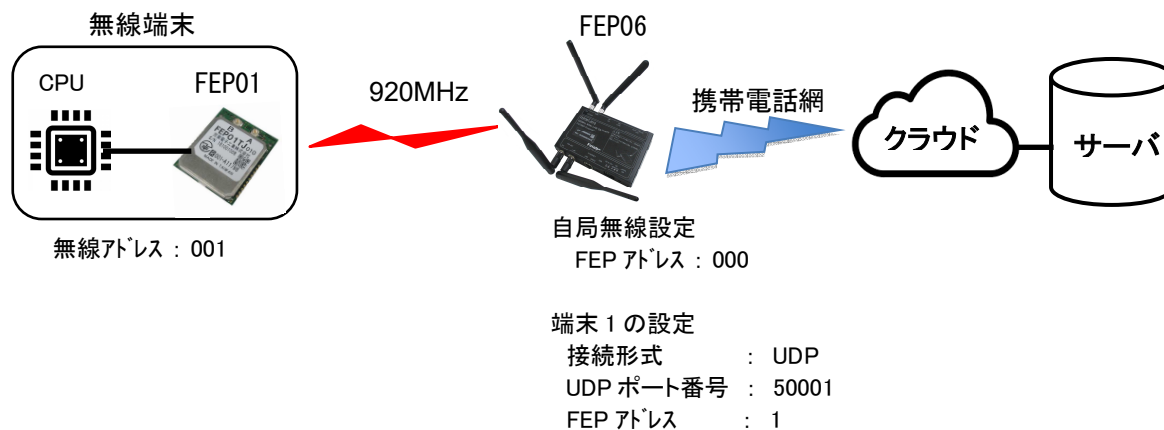 無線端末
FEP06
CPU
FEP01
920MHz
携帯電話網
クラウド
サーバ
無線ｱﾄﾞﾚｽ : 001
自局無線設定
FEP ｱﾄﾞﾚｽ : 000
端末 1 の設定
接続形式 : UDP
UDP ポート番号 : 50001
FEP ｱﾄﾞﾚｽ : 1